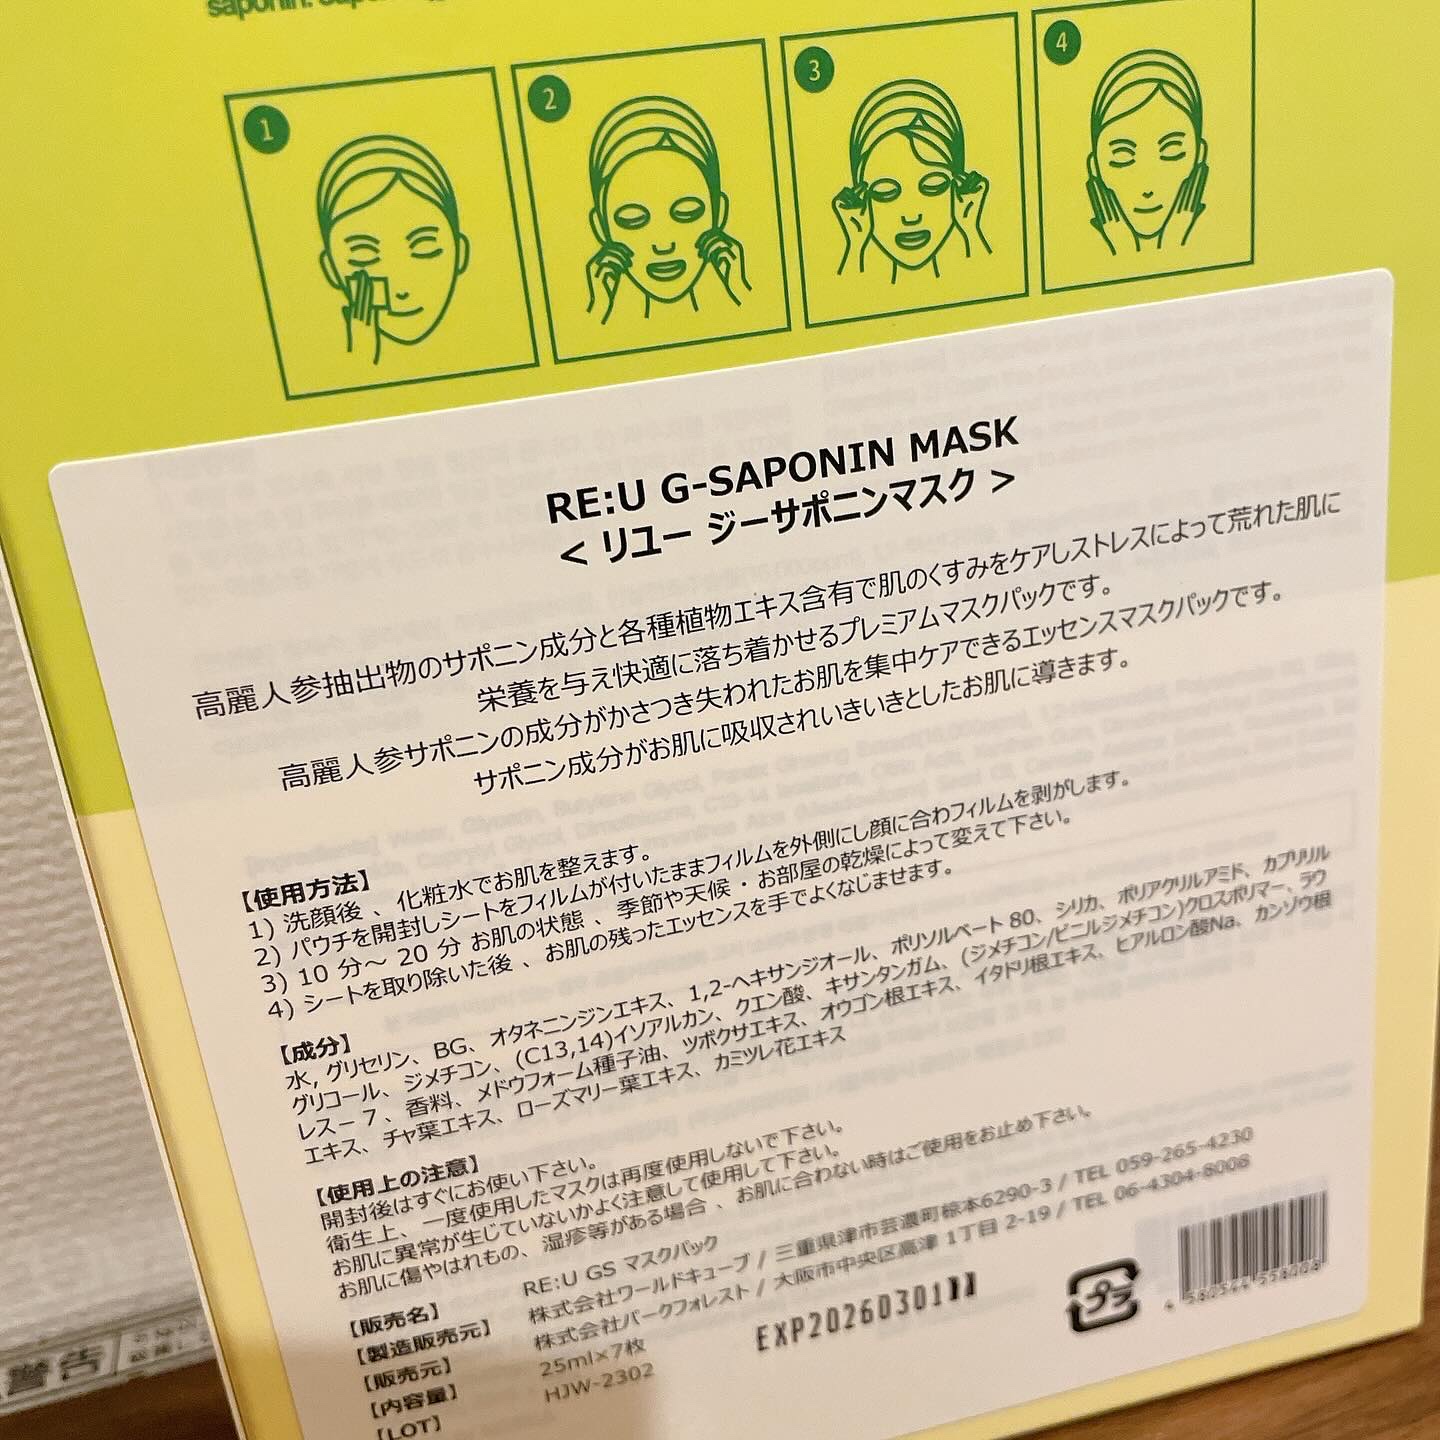 saponin.
1
2
3
4
RE:U G-SAPONIN MASK
< リユー ジーサポニンマスク >
高麗人参抽出物のサポニン成分と各種植物エキス含有で肌のくすみをケアしストレスによって荒れた肌に
栄養を与え快適に落ち着かせるプレミアムマスクパックです。
高麗人参サポニンの成分がかさつき失われたお肌を集中ケアできるエッセンスマスクパックです。
サポニン成分がお肌に吸収されいきいきとしたお肌に導きます。
【使用方法】
1) 洗顔後 、化粧水でお肌を整えます。
2) パウチを開封しシートをフィルムが付いたままフィルムを外側にし顔に合わフィルムを剥がします。
3) 10 分～ 20 分 お肌の状態 、季節や天候・お部屋の乾燥によって変えて下さい。
4) シートを取り除いた後 、お肌の残ったエッセンスを手でよくなじませます。
【成分】
水, グリセリン、BG、オタネニンジンエキス、1,2-ヘキサンジオール、ポリソルベート 80、シリカ、ポリアクリルアミド、カプリリル
グリコール、ジメチコン、(C13,14)イソアルカン、クエン酸、キサンタンガム、(ジメチコン/ビニルジメチコン)クロスポリマー、ラウ
レスー７、香料、メドウフォーム種子油、ツボクサエキス、オウゴン根エキス、イタドリ根エキス、ヒアルロン酸Na、カンゾウ根
エキス、チャ葉エキス、ローズマリー葉エキス、カミツレ花エキス
【使用上の注意】
開封後はすぐにお使い下さい。
衛生上、一度使用したマスクは再度使用しないで下さい。
お肌に異常が生じていないかよく注意して使用して下さい。
お肌に傷やはれもの、湿疹等がある場合 、お肌に合わない時はご使用をお止め下さい。
【販売名】 RE:U GS マスクパック
【製造販売元】 株式会社ワールドキューブ / 三重県津市芸濃町椋本6290-3 / TEL 059-265-4230
【販売元】 株式会社パークフォレスト / 大阪市中央区高津 1丁目 2-19 / TEL 06-4304-8008
【内容量】 25ml×7枚
【LOT】 HJW-2302
EXP20260301
プラ
4 580544 558008
警告